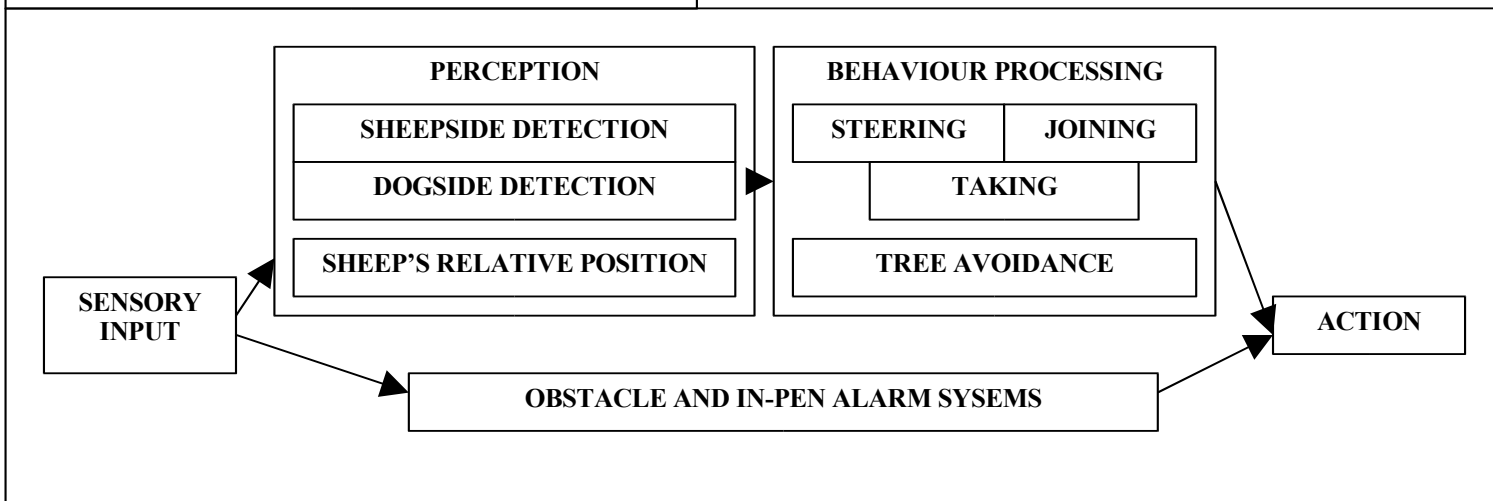 PERCEPTION
SHEEPSIDE DETECTION
DOGSIDE DETECTION
SHEEP’S RELATIVE POSITION
BEHAVIOUR PROCESSING
STEERING
JOINING
TAKING
TREE AVOIDANCE
SENSORY
INPUT
ACTION
OBSTACLE AND IN-PEN ALARM SYSEMS